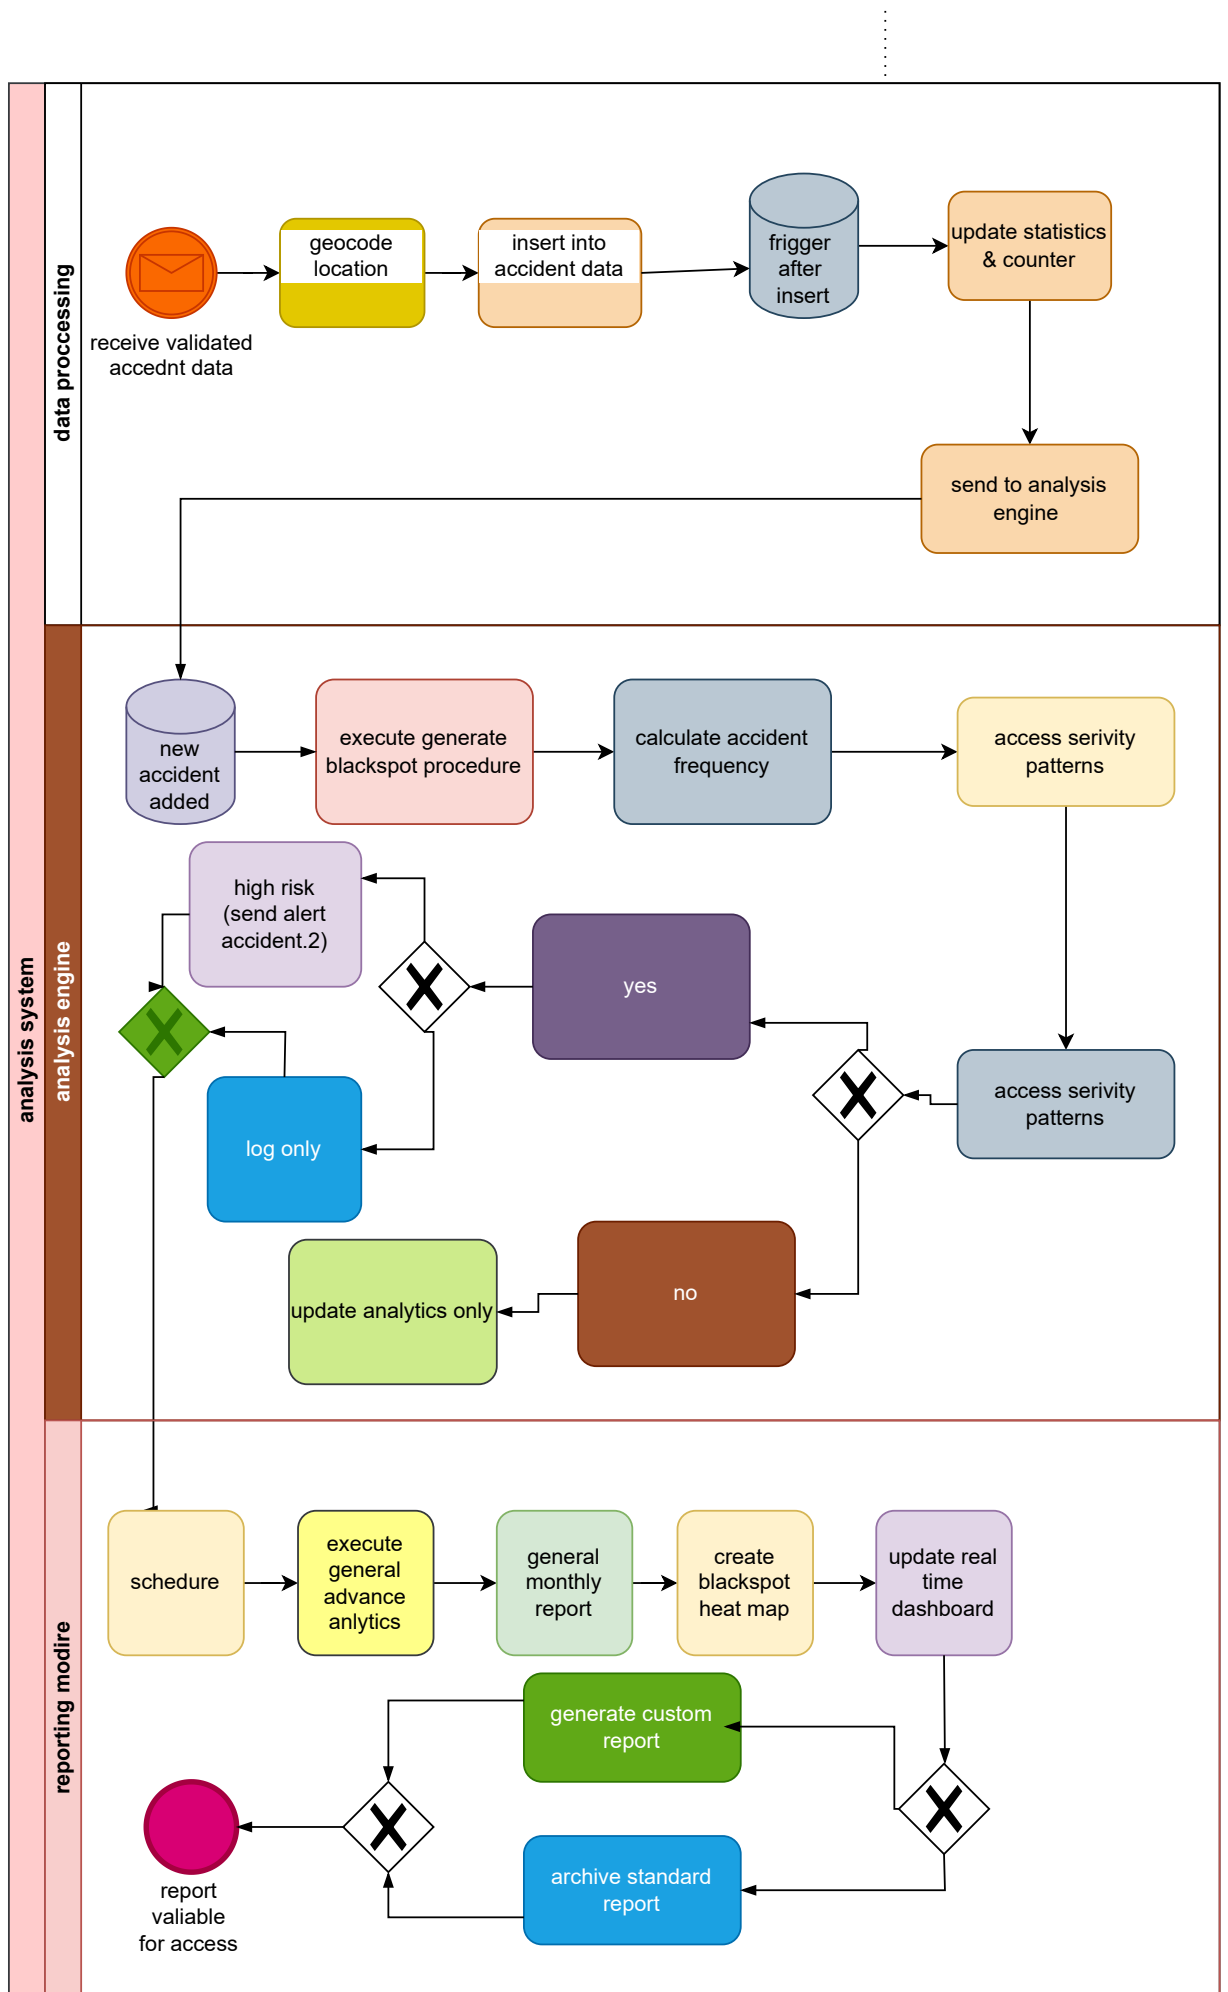 analysis system
data proccessing
receive validated
accednt data
geocode
location
insert into
accident data
frigger
after
insert
update statistics
& counter
send to analysis
engine
analysis engine
new
accident
added
execute generate
blackspot procedure
calculate accident
frequency
access serivity
patterns
high risk
(send alert
accident.2)
yes
access serivity
patterns
log only
no
update analytics only
reporting modire
schedure
execute
general
advance
anlytics
general
monthly
report
create
blackspot
heat map
update real
time
dashboard
generate custom
report
archive standard
report
report
valiable
for access